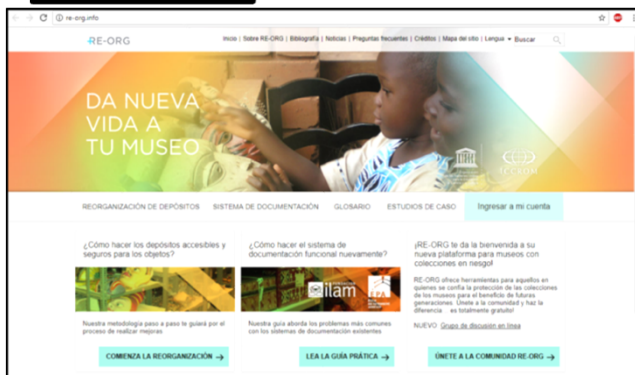 re-org.info
RE-ORG
Inicio | Sobre RE-ORG | Bibliografía | Noticias | Preguntas frecuentes | Créditos | Mapa del sitio | Lengua Buscar
DA NUEVA
VIDA A
TU MUSEO
ICCROM
REORGANIZACIÓN DE DEPÓSITOS SISTEMA DE DOCUMENTACIÓN GLOSARIO ESTUDIOS DE CASO Ingresar a mi cuenta
¿Cómo hacer los depósitos accesibles y
seguros para los objetos?
Nuestra metodología paso a paso te guiará por el
proceso de realizar mejoras
COMIENZA LA REORGANIZACIÓN →
¿Cómo hacer el sistema de
documentación funcional nuevamente?
ilam
EPA
Nuestra guía aborda los problemas más comunes
con los sistemas de documentación existentes
LEA LA GUÍA PRÁTICA →
¡RE-ORG te da la bienvenida a su
nueva plataforma para museos con
colecciones en riesgo!
RE-ORG ofrece herramientas para aquellos en
quienes se confía la protección de las colecciones
de los museos para el beneficio de futuras
generaciones. Únete a la comunidad y haz la
diferencia es totalmente gratuito!
NUEVO Grupo de discusión en línea
ÚNETE A LA COMUNIDAD RE-ORG →